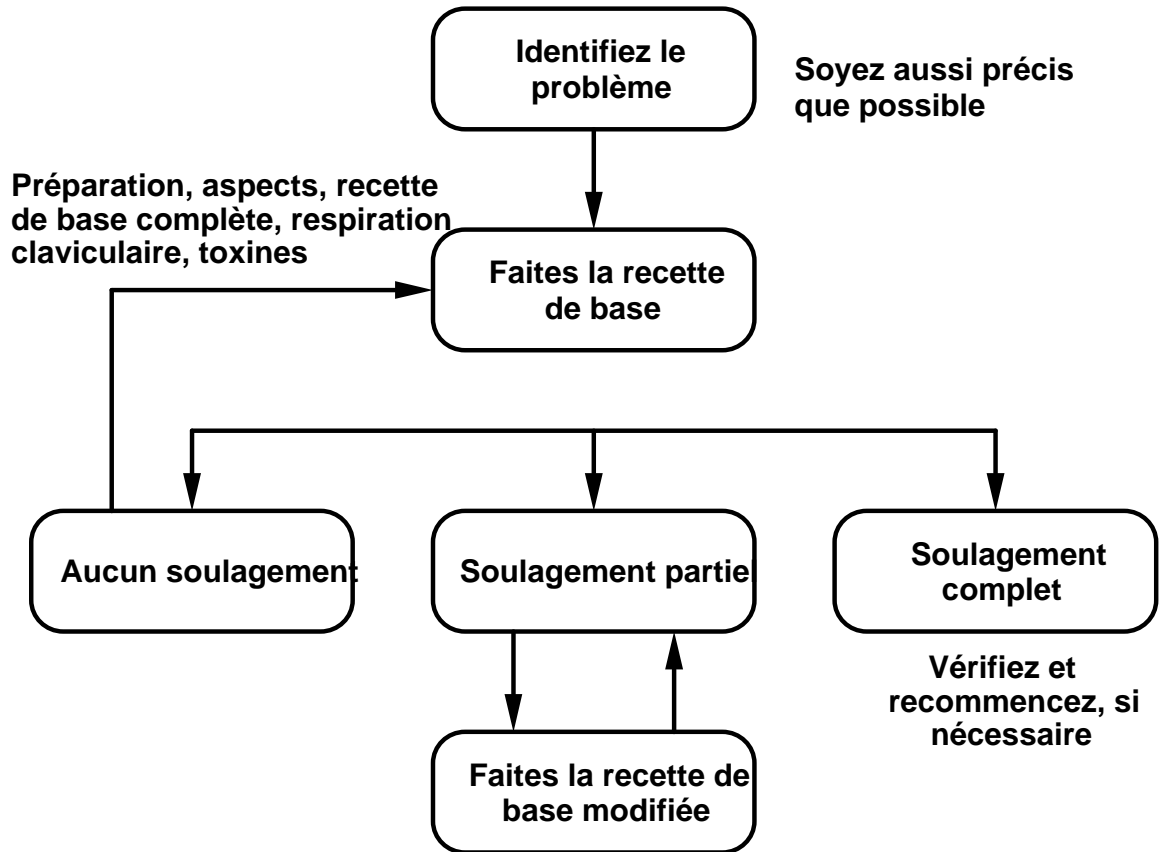 Identifiez le
problème
Soyez aussi précis
que possible
Préparation, aspects, recette
de base complète, respiration
claviculaire, toxines
Faites la recette
de base
Aucun soulagement
Soulagement partiel
Soulagement
complet
Vérifiez et
recommencez, si
nécessaire
Faites la recette de
base modifiée